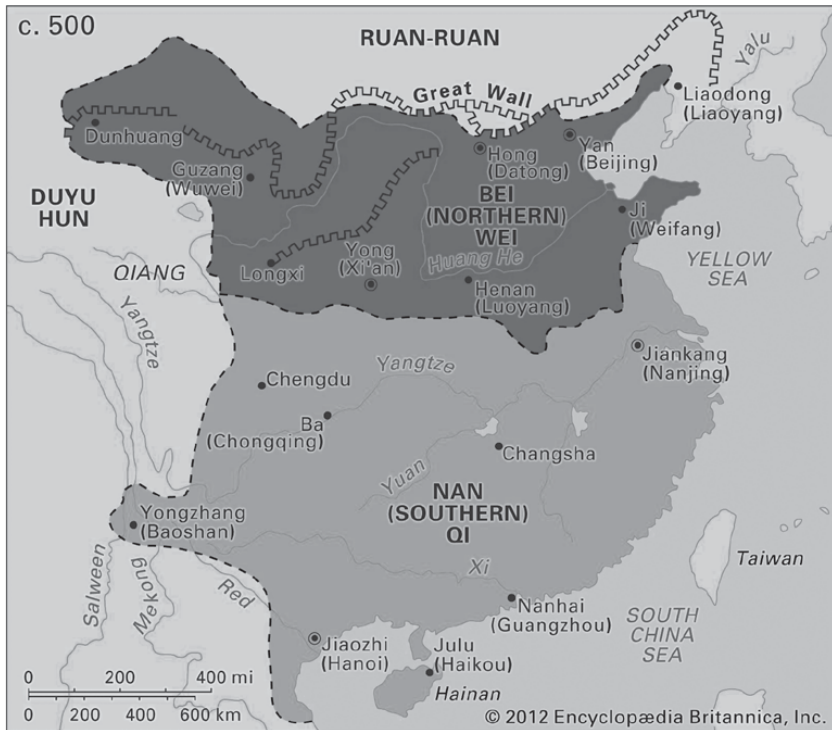 c. 500
RUAN-RUAN
Great Wall
Yalu
Liaodong
(Liaoyang)
Dunhuang
Guzang
(Wuwei)
Hong
(Datong)
Yan
(Beijing)
DUYU
HUN
BEI
(NORTHERN)
WEI
Ji
(Weifang)
QIANG
Longxi
Yong
(Xi'an)
Huang He
Henan
(Luoyang)
YELLOW
SEA
Yangtze
Chengdu
Yangtze
Jiankang
(Nanjing)
Ba
(Chongqing)
Changsha
Yuan
NAN
(SOUTHERN)
QI
Yongzhang
(Baoshan)
Taiwan
Salween
Mekong
Red
Xi
Nanhai
(Guangzhou)
SOUTH
CHINA
SEA
Jiaozhi
(Hanoi)
Julu
(Haikou)
Hainan
0 200 400 mi
0 200 400 600 km
© 2012 Encyclopædia Britannica, Inc.